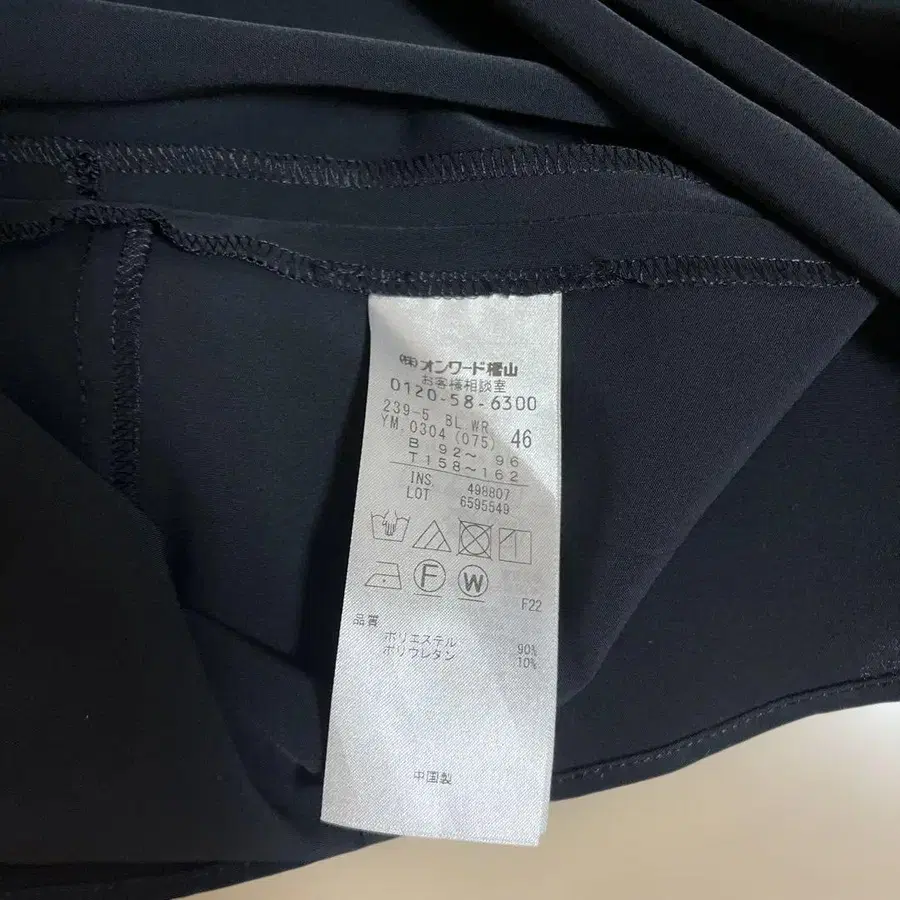 ㈱オンワード樫山
お客様相談室
0120-58-6300
239-5 BL.WR.
YM.0304 (075) 46
B 92～ 96
T158～162
INS. 498807
LOT 6595549
F
W
F22
品質
ポリエステル 90%
ポリウレタン 10%
中国製